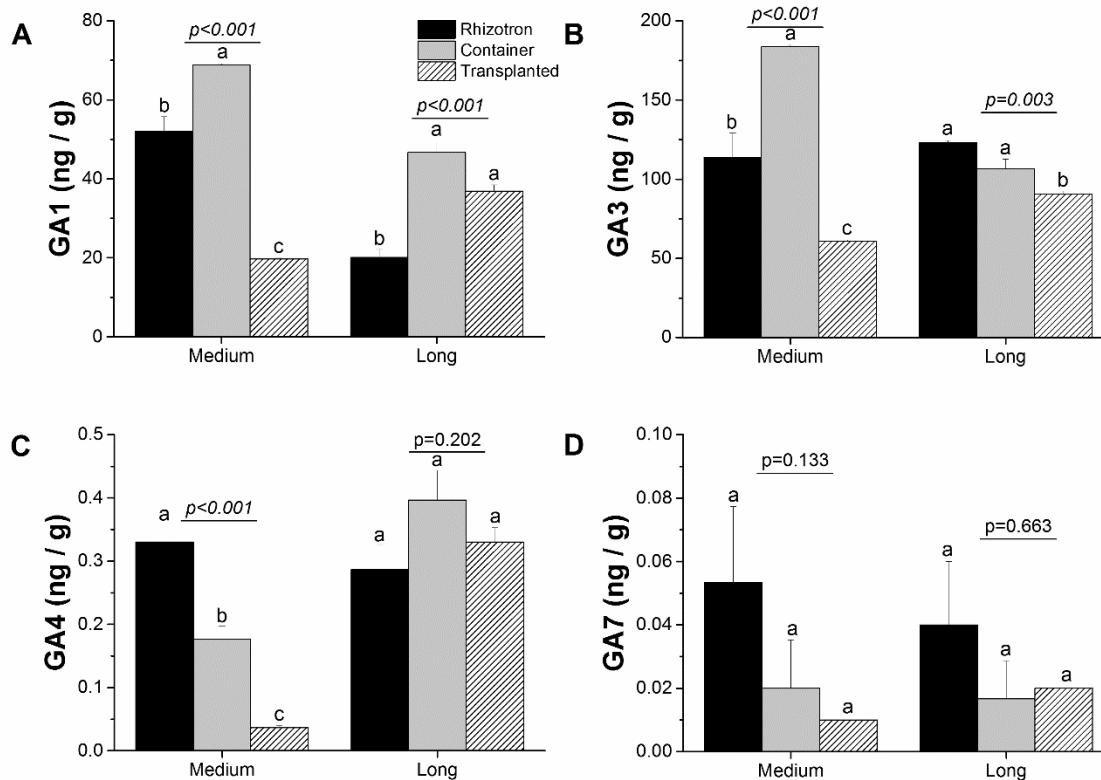 A
GA1 (ng / g)
80
60
40
20
0
p<0.001
b
a
c
p<0.001
b
a
a
Medium
Long
Rhizotron
Container
Transplanted
B
GA3 (ng / g)
200
150
100
50
0
p<0.001
b
a
c
p=0.003
a
a
b
Medium
Long
C
GA4 (ng / g)
0.5
0.4
0.3
0.2
0.1
0.0
p<0.001
a
b
c
p=0.202
a
a
a
Medium
Long
D
GA7 (ng / g)
0.10
0.08
0.06
0.04
0.02
0.00
p=0.133
a
a
a
p=0.663
a
a
a
Medium
Long